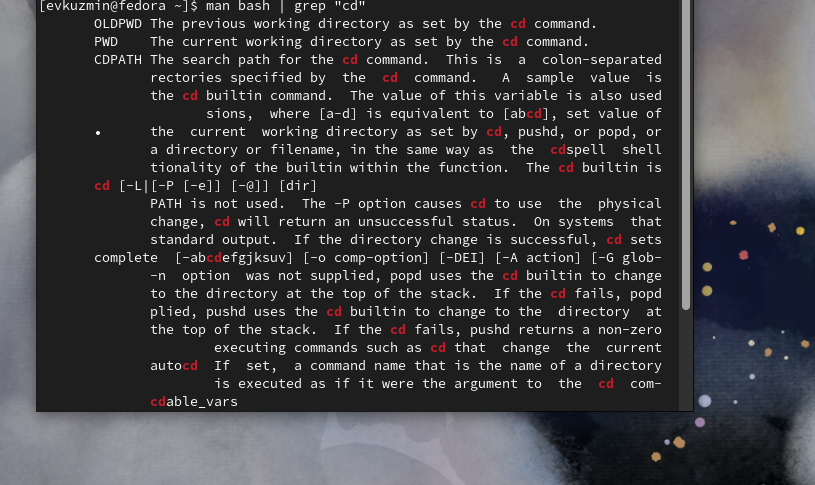 [evkuzmin@fedora ~]$ man bash | grep "cd"
OLDPWD The previous working directory as set by the cd command.
PWD    The current working directory as set by the cd command.
CDPATH The search path for the cd command.  This is  a  colon-separated
rectories specified by  the  cd  command.   A  sample  value  is
the cd builtin command.  The value of this variable is also used
sions,  where [a-d] is equivalent to [abcd], set value of
•      the  current  working directory as set by cd, pushd, or popd, or
a directory or filename, in the same way as  the  cdspell  shell
tionality of the builtin within the function.  The cd builtin is
cd [-L|[-P [-e]] [-@]] [dir]
PATH is not used.  The -P option causes cd to use  the  physical
change, cd will return an unsuccessful status.  On systems  that
standard output.  If the directory change is successful, cd sets
complete  [-abcdefgjksuv] [-o comp-option] [-DEI] [-A action] [-G glob-
-n  option  was not supplied, popd uses the cd builtin to change
to the directory at the top of the stack.  If the cd fails, popd
plied, pushd uses the cd builtin to change to the  directory  at
the top of the stack.  If the cd fails, pushd returns a non-zero
executing commands such as cd that  change  the  current
autocd  If  set,  a command name that is the name of a directory
is executed as if it were the argument to  the  cd  com-
cdable_vars